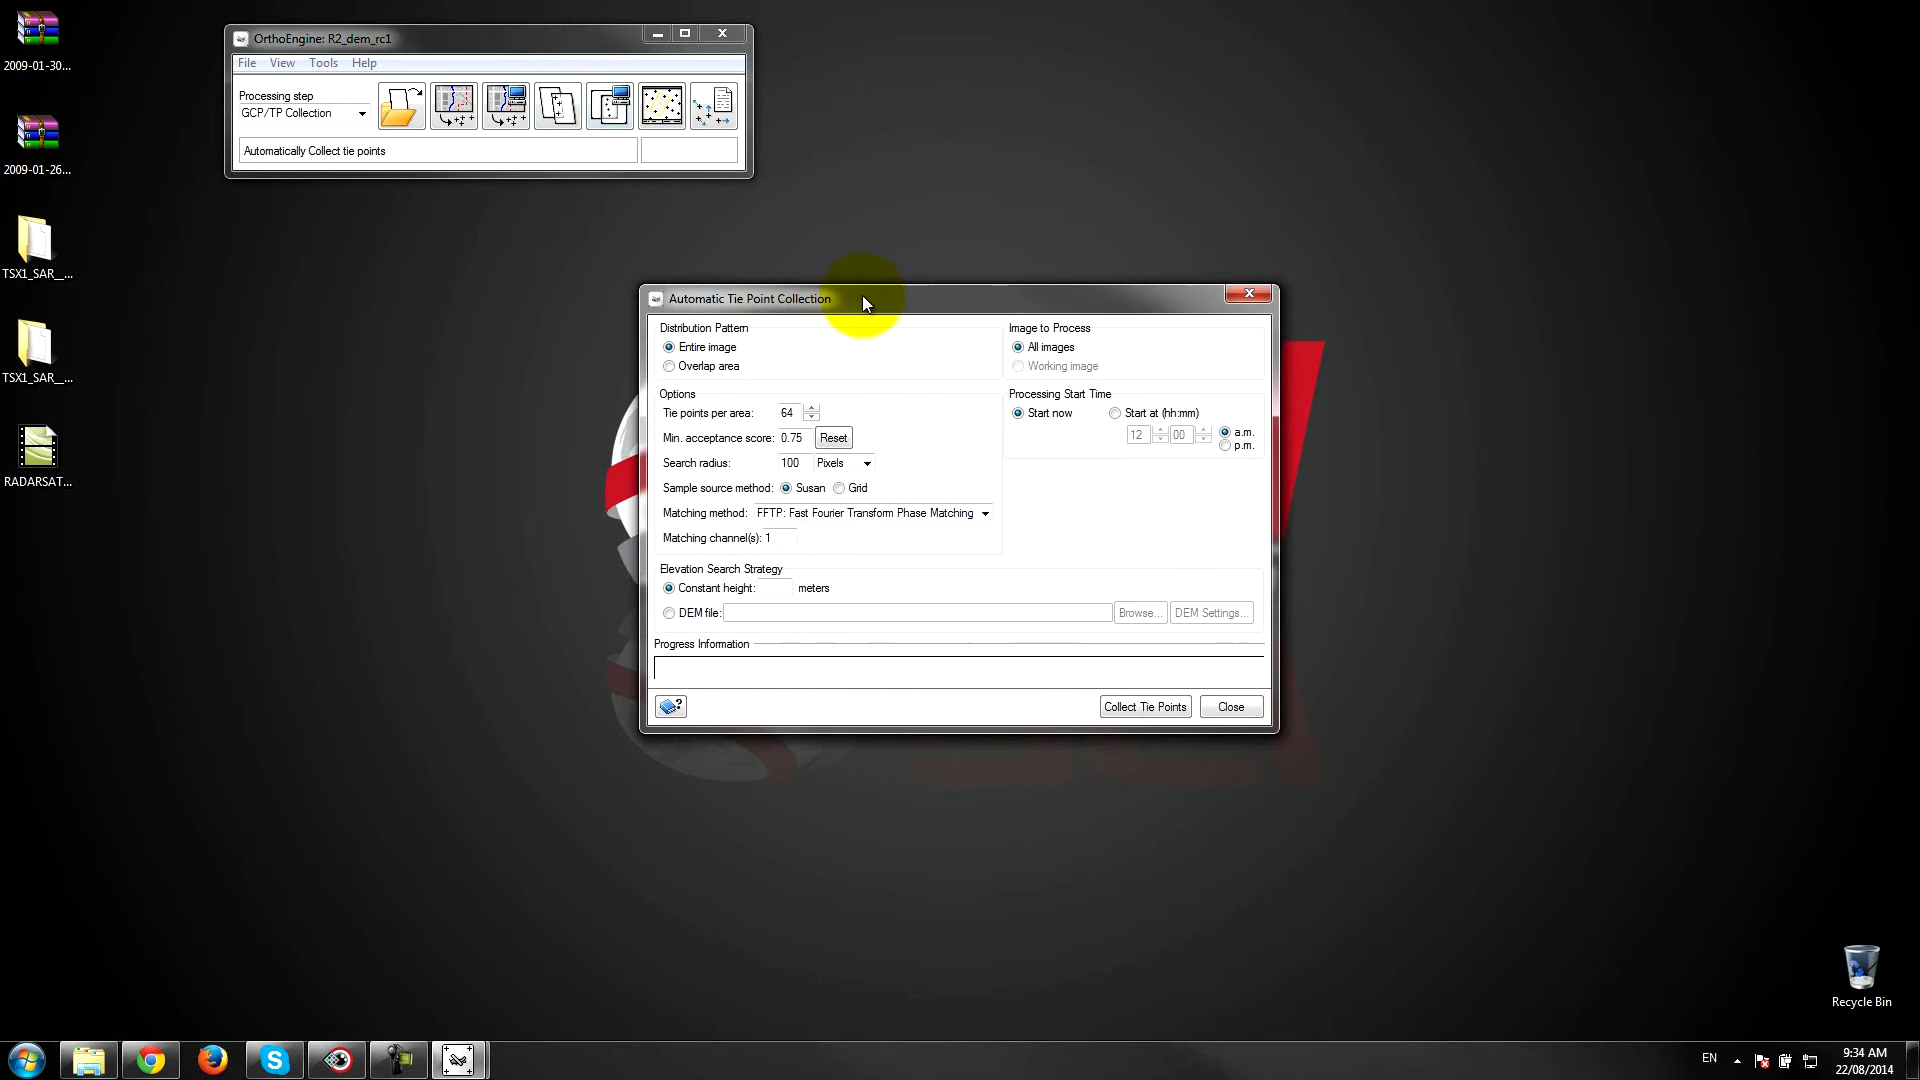 2009-01-30...
2009-01-26...
TSX1_SAR__...
TSX1_SAR__...
RADARSAT...
OrthoEngine: R2_dem_rc1
File View Tools Help
Processing step
GCP/TP Collection
Automatically Collect tie points
Automatic Tie Point Collection
Distribution Pattern
Entire image
Overlap area
Image to Process
All images
Working image
Options
Tie points per area: 64
Min. acceptance score: 0.75 Reset
Search radius: 100 Pixels
Sample source method: Susan Grid
Matching method: FFTP: Fast Fourier Transform Phase Matching
Matching channel(s): 1
Processing Start Time
Start now Start at (hh:mm)
12 00 a.m.
p.m.
Elevation Search Strategy
Constant height: meters
DEM file: Browse... DEM Settings...
Progress Information
Collect Tie Points Close
Recycle Bin
EN
9:34 AM
22/08/2014